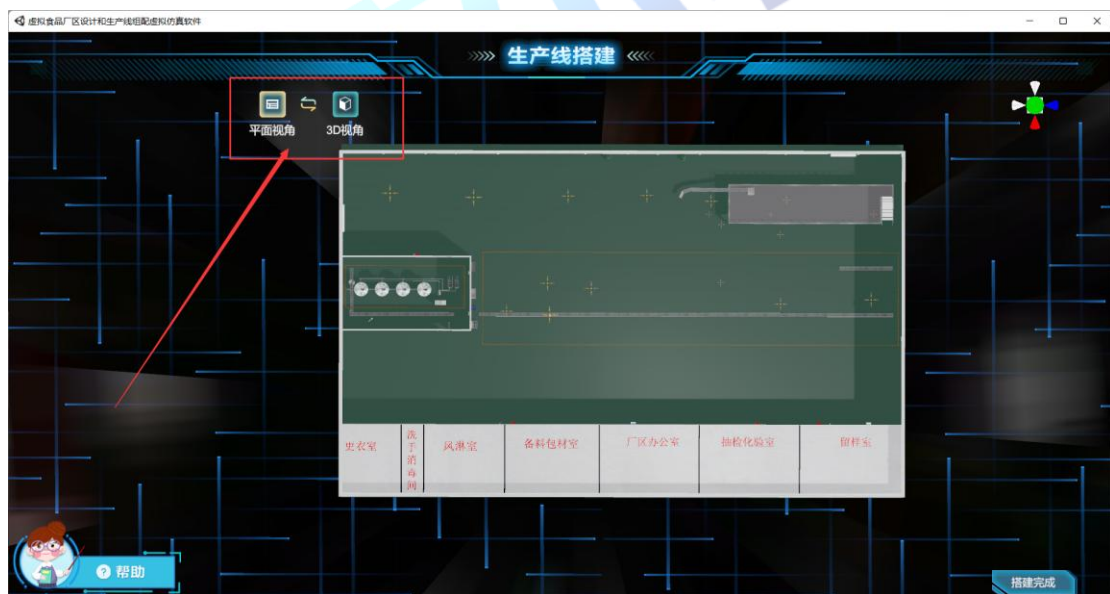 虚拟食品厂区设计和生产线组配虚拟仿真软件
生产线搭建
平面视角
3D视角
更衣室
洗手消毒间
风淋室
备料包材室
厂区办公室
抽检化验室
留样室
? 帮助
搭建完成